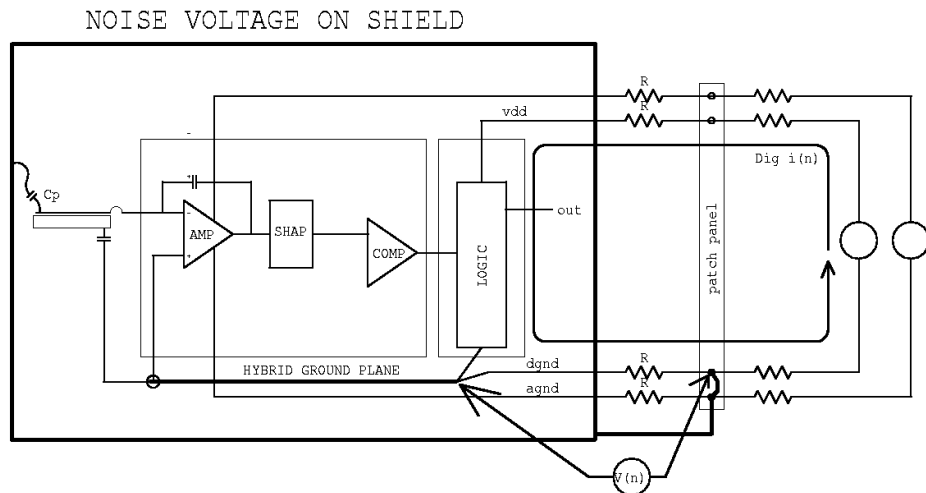 NOISE VOLTAGE ON SHIELD
R
R
vdd
Dig i(n)
Cp
AMP
SHAP
COMP
LOGIC
out
patch panel
HYBRID GROUND PLANE
dgnd
R
agnd
R
V(n)